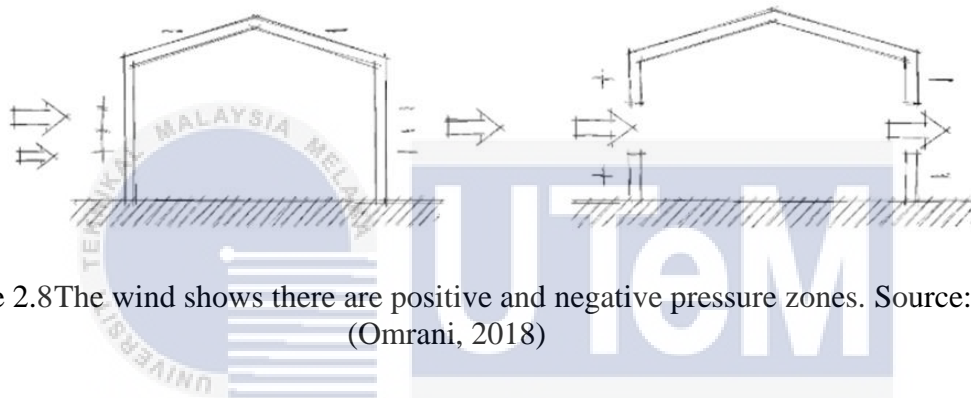 MALAYSIA
UTeM
e 2.8The wind shows there are positive and negative pressure zones. Source:
(Omrani, 2018)